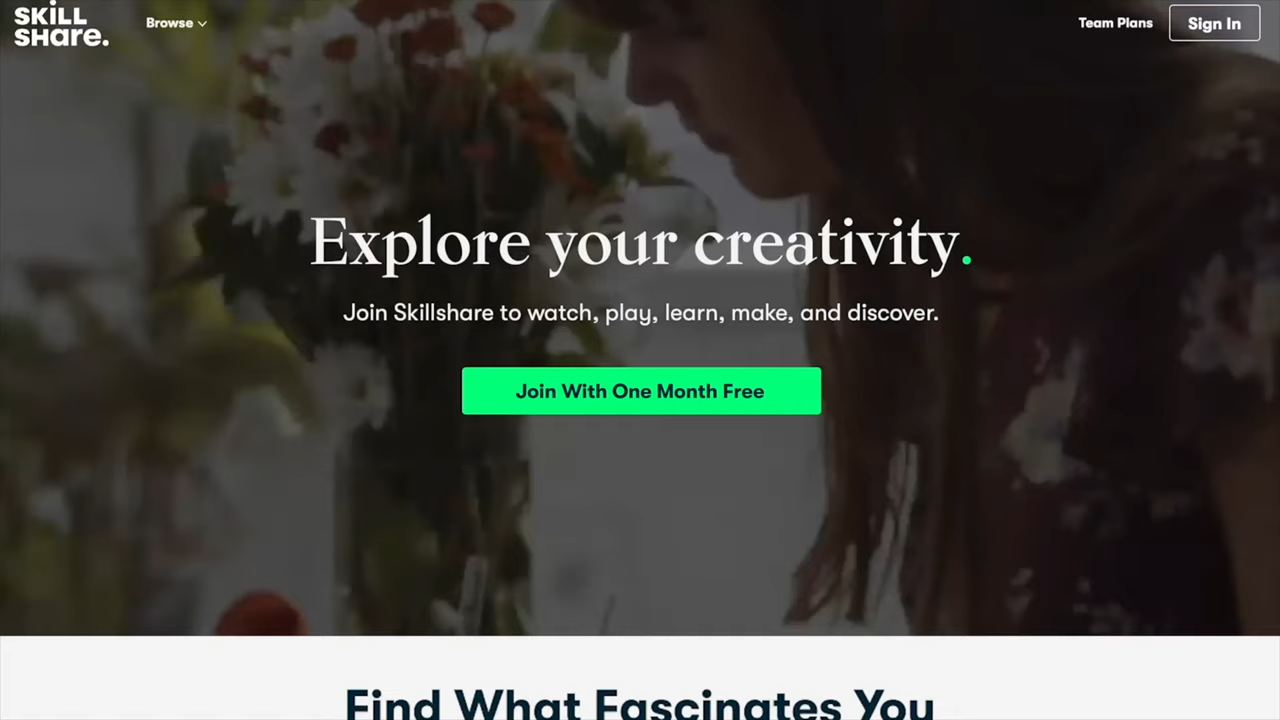 SKiLL
SHare.
Browse
Team Plans
Sign In
Explore your creativity.
Join Skillshare to watch, play, learn, make, and discover.
Join With One Month Free
Find What Fascinates You